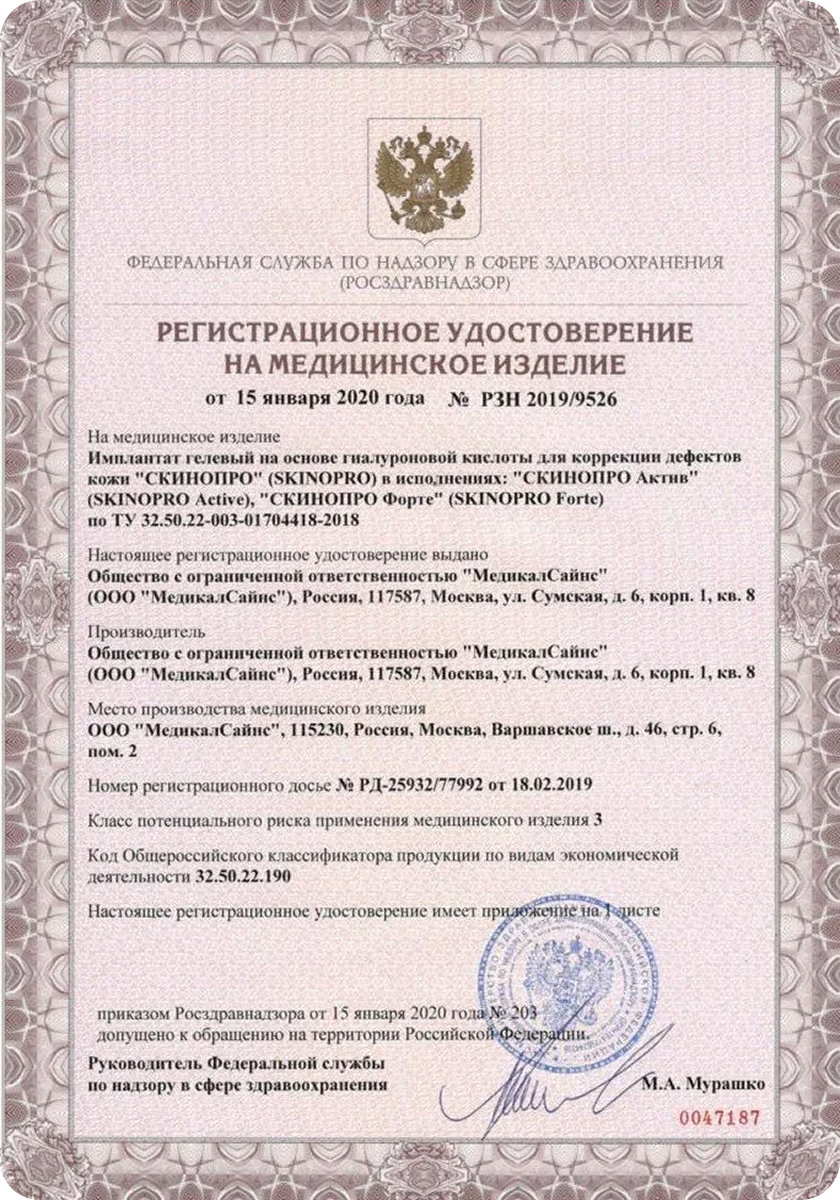 ФЕДЕРАЛЬНАЯ СЛУЖБА ПО НАДЗОРУ В СФЕРЕ ЗДРАВООХРАНЕНИЯ
(РОСЗДРАВНАДЗОР)
РЕГИСТРАЦИОННОЕ УДОСТОВЕРЕНИЕ
НА МЕДИЦИНСКОЕ ИЗДЕЛИЕ
от 15 января 2020 года № РЗН 2019/9526
На медицинское изделие
Имплантат гелевый на основе гиалуроновой кислоты для коррекции дефектов
кожи "СКИНОПРО" (SKINOPRO) в исполнениях: "СКИНОПРО Актив"
(SKINOPRO Active), "СКИНОПРО Форте" (SKINOPRO Forte)
по ТУ 32.50.22-003-01704418-2018
Настоящее регистрационное удостоверение выдано
Общество с ограниченной ответственностью "МедикалСайнс"
(ООО "МедикалСайнс"), Россия, 117587, Москва, ул. Сумская, д. 6, корп. 1, кв. 8
Производитель
Общество с ограниченной ответственностью "МедикалСайнс"
(ООО "МедикалСайнс"), Россия, 117587, Москва, ул. Сумская, д. 6, корп. 1, кв. 8
Место производства медицинского изделия
ООО "МедикалСайнс", 115230, Россия, Москва, Варшавское ш., д. 46, стр. 6,
пом. 2
Номер регистрационного досье № РД-25932/77992 от 18.02.2019
Класс потенциального риска применения медицинского изделия 3
Код Общероссийского классификатора продукции по видам экономической
деятельности 32.50.22.190
Настоящее регистрационное удостоверение имеет приложение на 1 листе
приказом Росздравнадзора от 15 января 2020 года № 203
допущено к обращению на территории Российской Федерации.
Руководитель Федеральной службы
по надзору в сфере здравоохранения
М.А. Мурашко
0047187